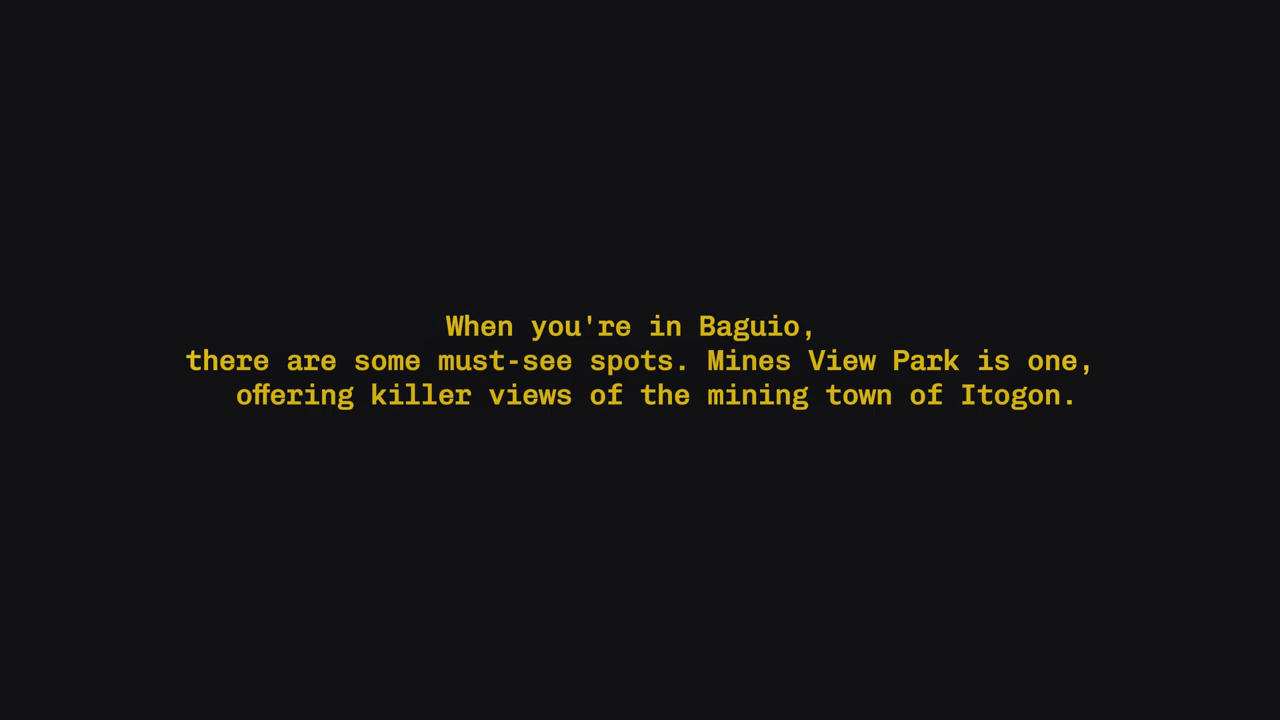 When you're in Baguio,
there are some must-see spots. Mines View Park is one,
offering killer views of the mining town of Itogon.